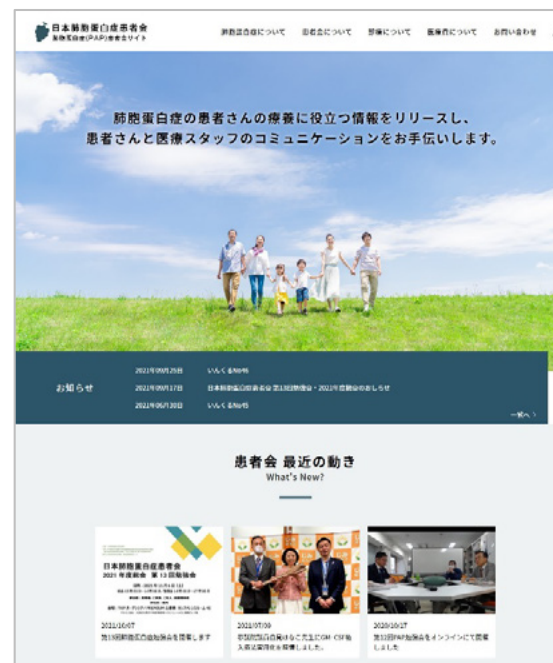 日本肺胞蛋白症患者会
肺胞蛋白症(PAP)患者会サイト
肺胞蛋白症について 患者会について 診療について 医療費について お問い合わせ
肺胞蛋白症の患者さんの療養に役立つ情報をリリースし、
患者さんと医療スタッフのコミュニケーションをお手伝いします。
お知らせ
2021年09月25日 いんくるNo46
2021年09月17日 日本肺胞蛋白症患者会 第13回勉強会・2021年度総会のおしらせ
2021年06月30日 いんくるNo45
一覧へ 〉
患者会 最近の動き
What's New?
日本肺胞蛋白症患者会
2021 年度総会 第 13 回勉強会
2021/10/07
第13回肺胞蛋白症勉強会を開催します
2021/07/09
2020/10/27
第12回PAP勉強会をオンラインにて開催
しました